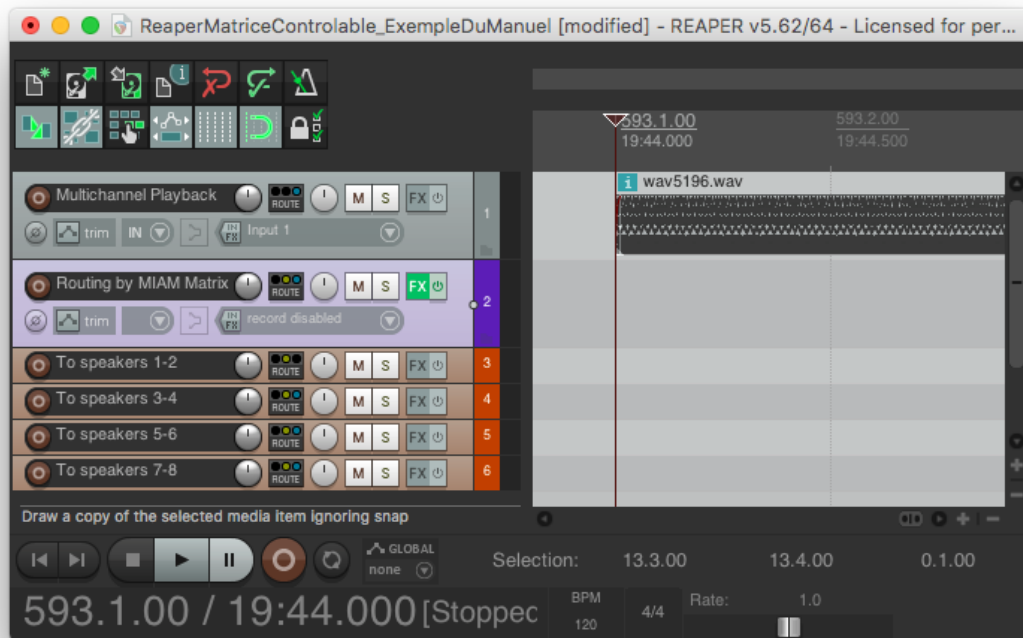 ReaperMatriceControlable_ExempleDuManuel [modified] - REAPER v5.62/64 - Licensed for per...
593.1.00 593.2.00
19:44.000 19:44.500
i wav5196.wav
Multichannel Playback ROUTE M S FX 1
trim IN IN FX Input 1
Routing by MIAM Matrix ROUTE M S FX 2
trim IN FX record disabled
To speakers 1-2 ROUTE M S FX 3
To speakers 3-4 ROUTE M S FX 4
To speakers 5-6 ROUTE M S FX 5
To speakers 7-8 ROUTE M S FX 6
Draw a copy of the selected media item ignoring snap
GLOBAL
none
Selection: 13.3.00 13.4.00 0.1.00
593.1.00 / 19:44.000 [Stopped
BPM
120
4/4
Rate: 1.0